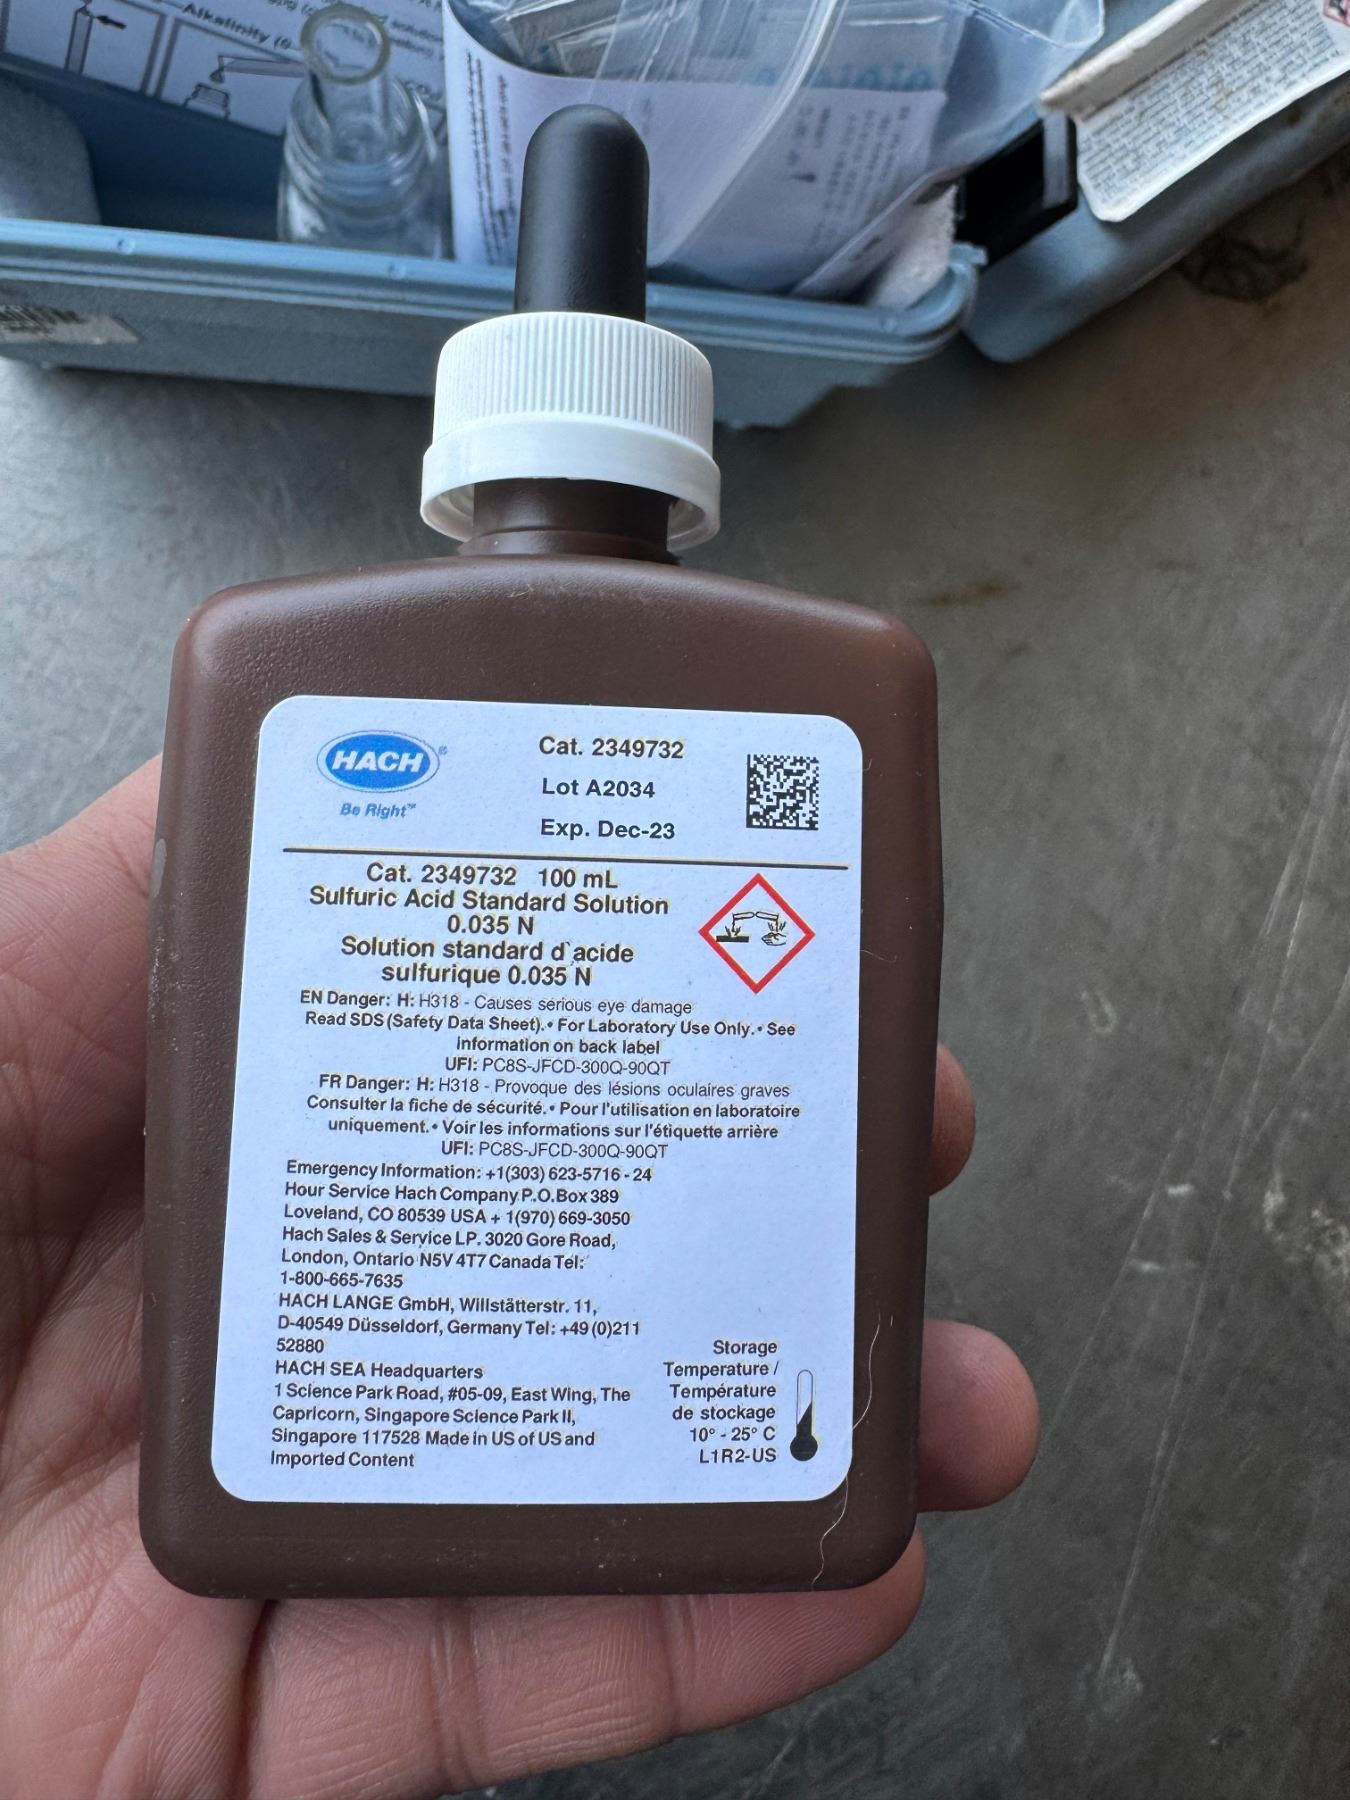 Alkalinity
HACH®
Be Right™
Cat. 2349732
Lot A2034
Exp. Dec-23
Cat. 2349732 100 mL
Sulfuric Acid Standard Solution
0.035 N
Solution standard d`acide
sulfurique 0.035 N
EN Danger: H: H318 - Causes serious eye damage
Read SDS (Safety Data Sheet). • For Laboratory Use Only. • See
information on back label
UFI: PC8S-JFCD-300Q-90QT
FR Danger: H: H318 - Provoque des lésions oculaires graves
Consulter la fiche de sécurité. • Pour l'utilisation en laboratoire
uniquement. • Voir les informations sur l'étiquette arrière
UFI: PC8S-JFCD-300Q-90QT
Emergency Information: +1(303) 623-5716 - 24
Hour Service Hach Company P.O.Box 389
Loveland, CO 80539 USA + 1(970) 669-3050
Hach Sales & Service LP. 3020 Gore Road,
London, Ontario N5V 4T7 Canada Tel:
1-800-665-7635
HACH LANGE GmbH, Willstätterstr. 11,
D-40549 Düsseldorf, Germany Tel: +49 (0)211
52880
HACH SEA Headquarters
1 Science Park Road, #05-09, East Wing, The
Capricorn, Singapore Science Park II,
Singapore 117528 Made in US of US and
Imported Content
Storage
Temperature /
Température
de stockage
10° - 25° C
L1R2-US